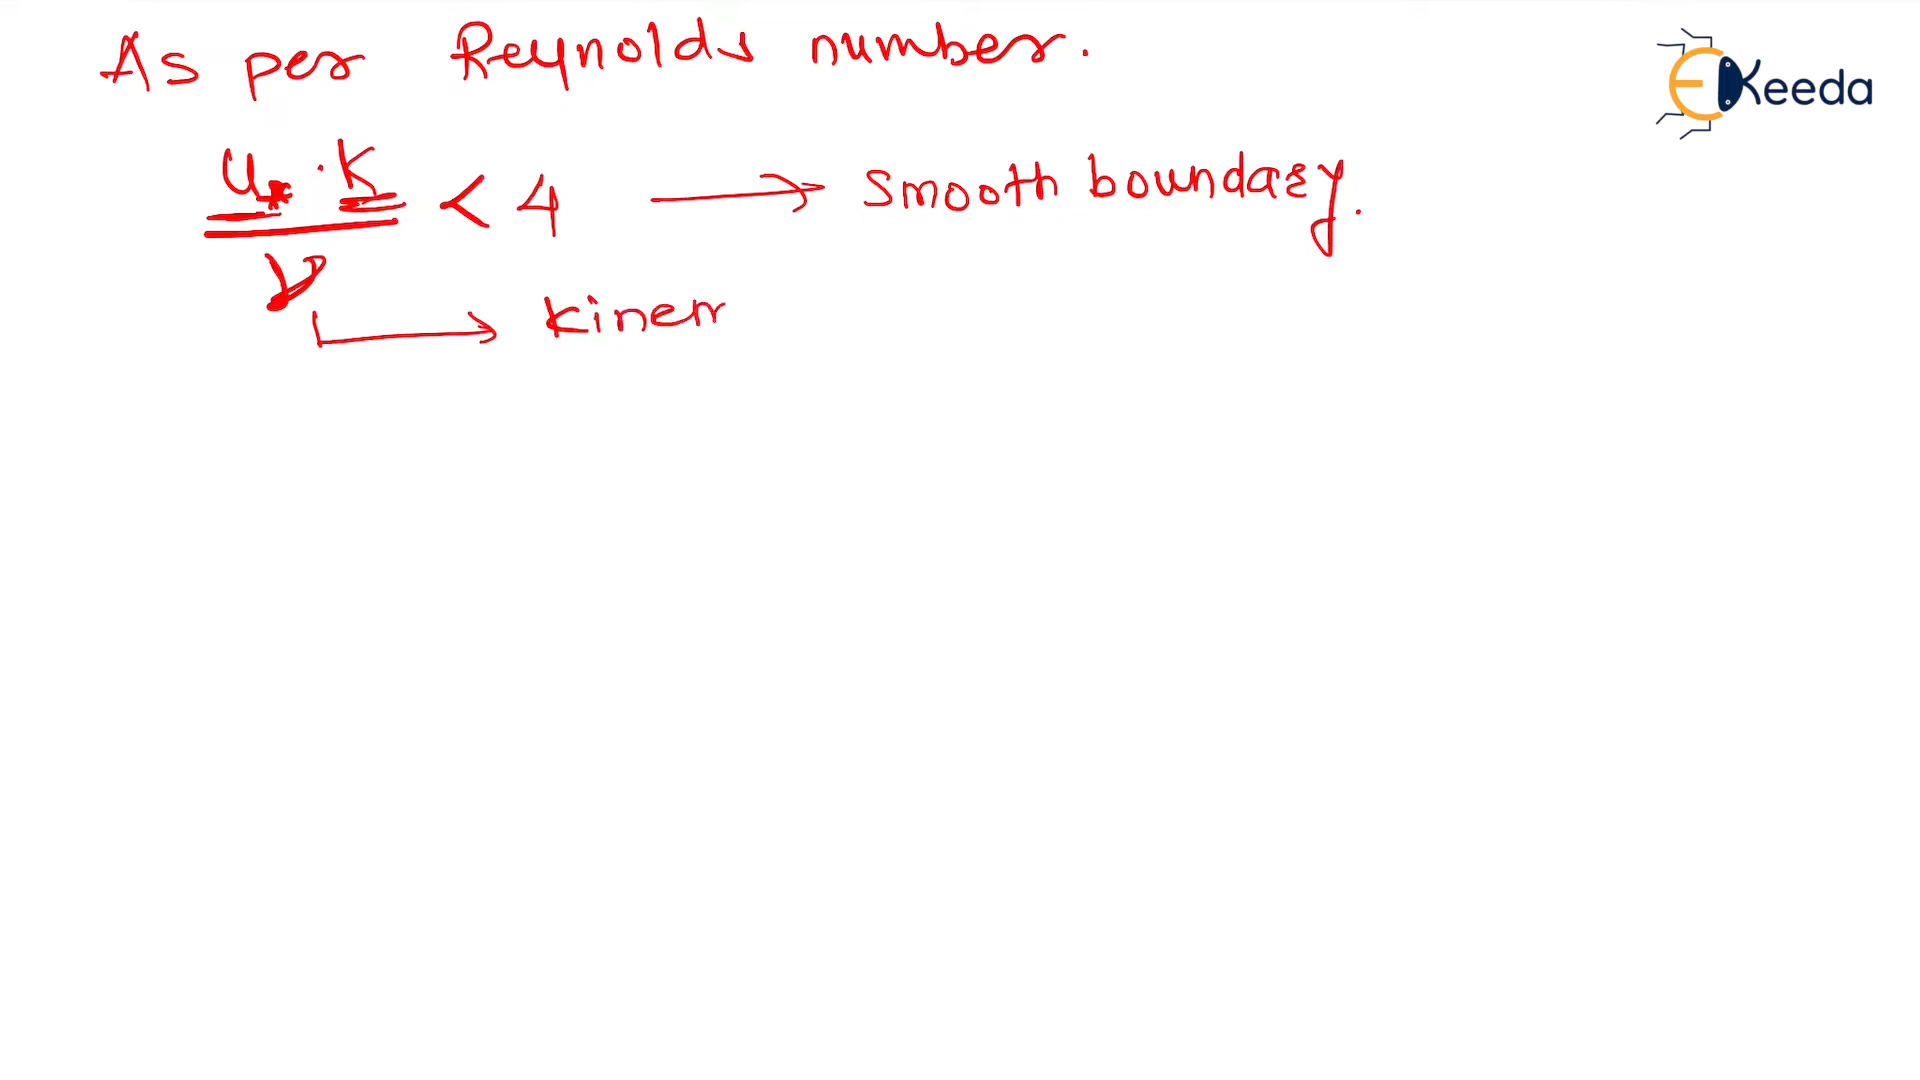 As per Reynolds number.
EKeeda
u* . K / ν < 4 → smooth boundary.
→ kinem